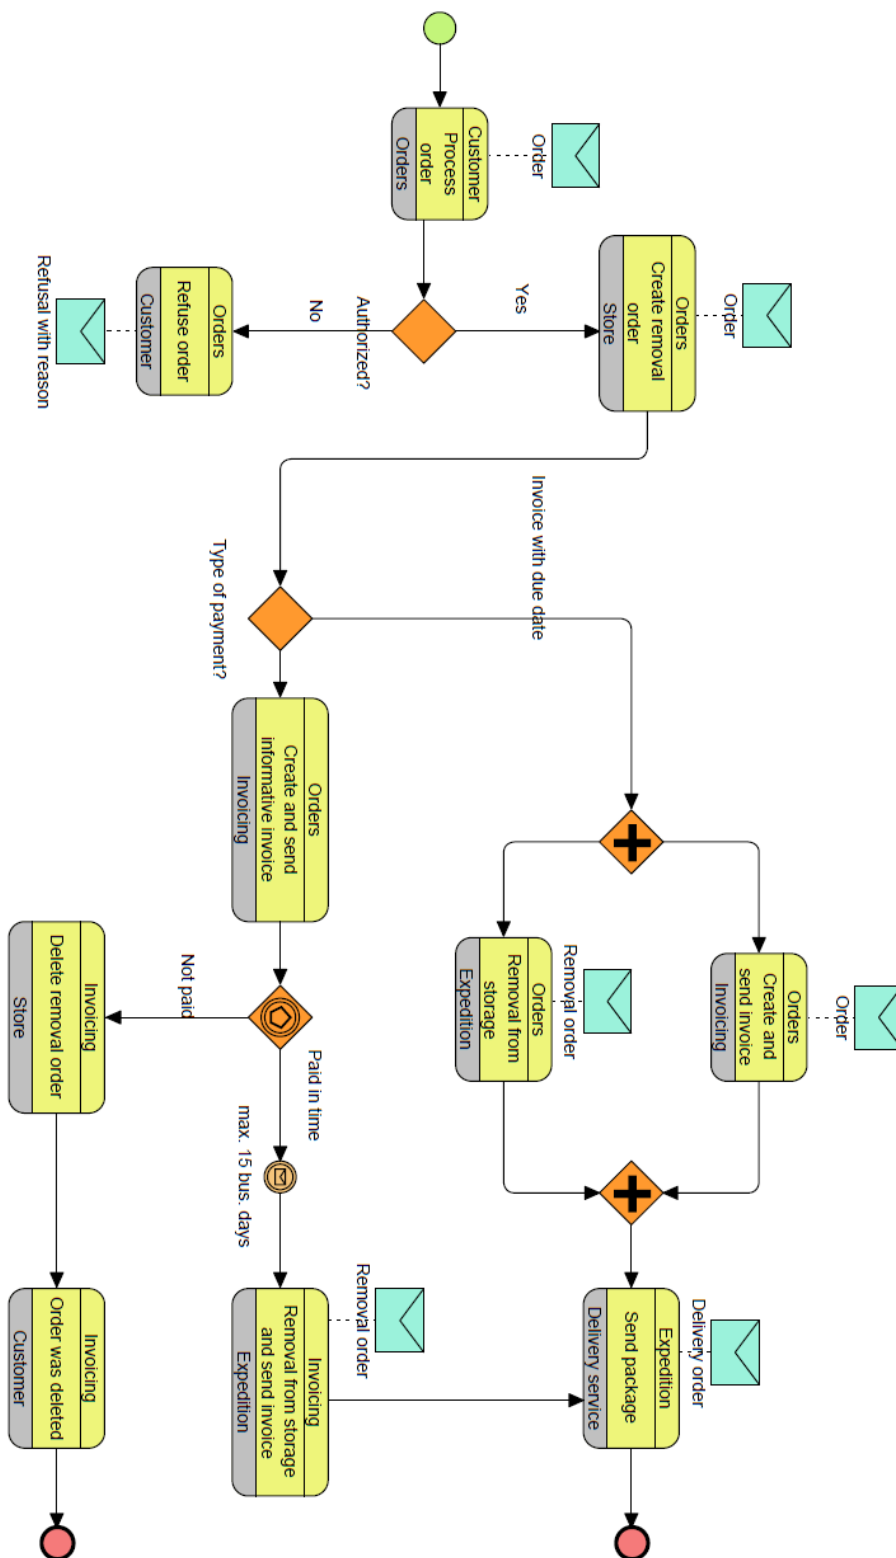 Order
Customer
Process
order
Orders
Order
Orders
Create removal
order
Store
Yes
Authorized?
No
Orders
Refuse order
Customer
Refusal with reason
Invoice with due date
Type of payment?
Order
Orders
Create and
send invoice
Invoicing
Removal order
Orders
Removal from
storage
Expedition
Orders
Create and send
informative invoice
Invoicing
Paid in time
max. 15 bus. days
Not paid
Invoicing
Delete removal order
Store
Delivery order
Expedition
Send package
Delivery service
Removal order
Invoicing
Removal from storage
and send invoice
Expedition
Invoicing
Order was deleted
Customer